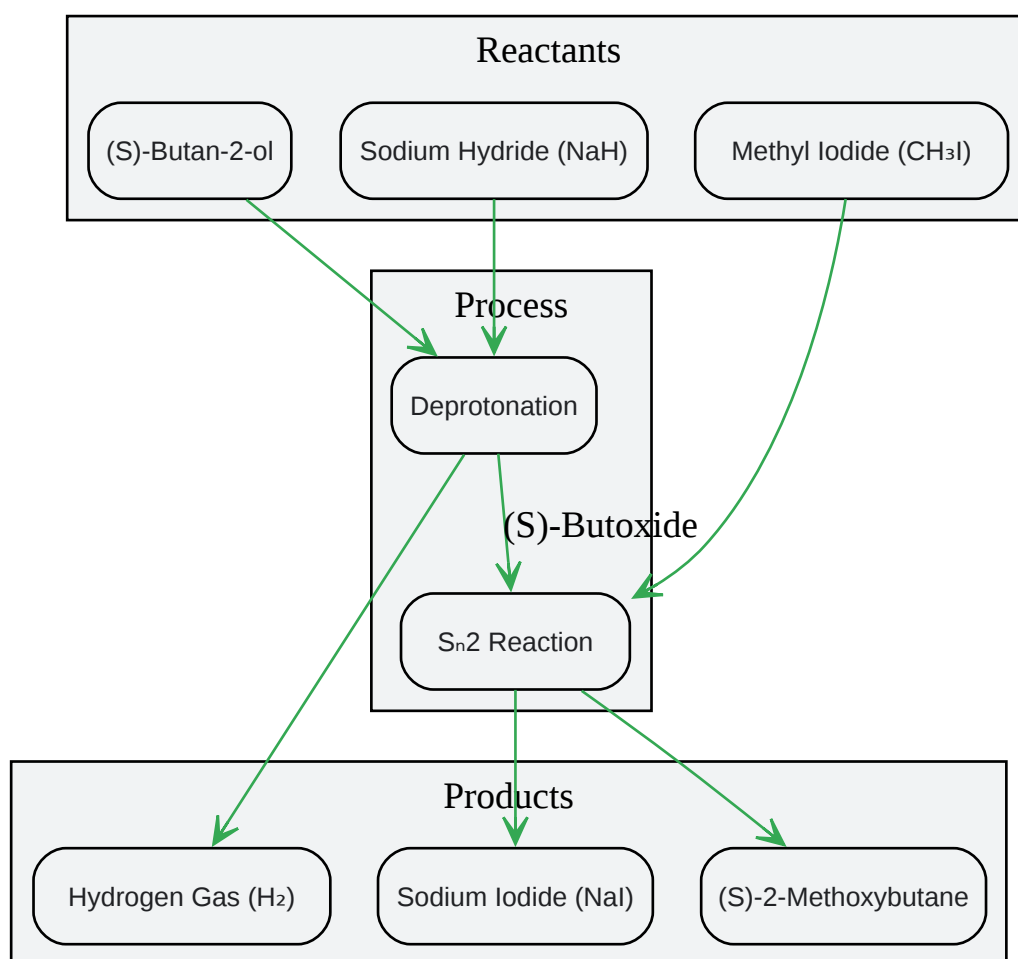 Reactants
(S)-Butan-2-ol
Sodium Hydride (NaH)
Methyl Iodide (CH₃I)
Process
Deprotonation
(S)-Butoxide
Sₙ2 Reaction
Products
Hydrogen Gas (H₂)
Sodium Iodide (NaI)
(S)-2-Methoxybutane